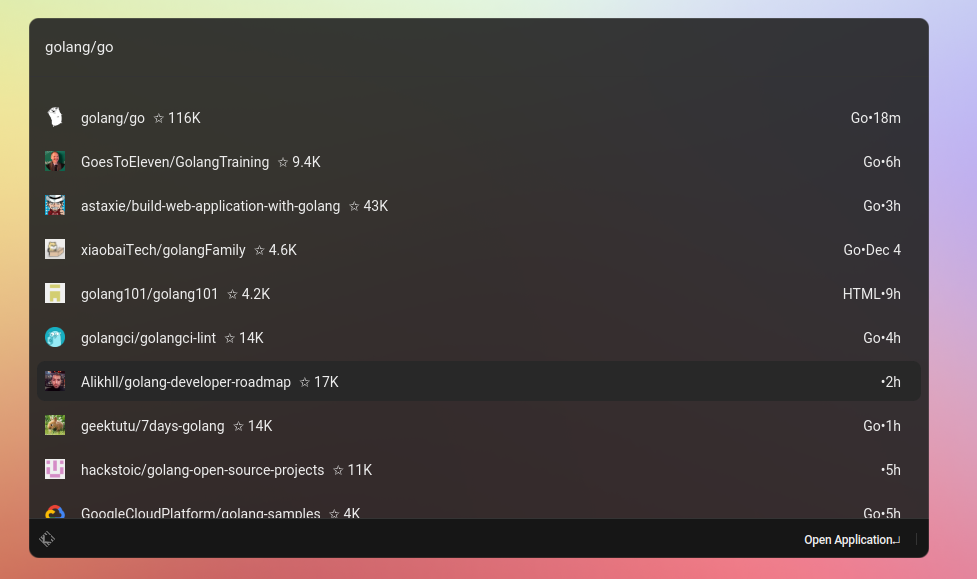 golang/go
golang/go ☆ 116K Go•18m
GoesToEleven/GolangTraining ☆ 9.4K Go•6h
astaxie/build-web-application-with-golang ☆ 43K Go•3h
xiaobaiTech/golangFamily ☆ 4.6K Go•Dec 4
golang101/golang101 ☆ 4.2K HTML•9h
golangci/golangci-lint ☆ 14K Go•4h
Alikhll/golang-developer-roadmap ☆ 17K •2h
geektutu/7days-golang ☆ 14K Go•1h
hackstoic/golang-open-source-projects ☆ 11K •5h
GoogleCloudPlatform/golang-samples ☆ 4K Go•5h
Open Application↵